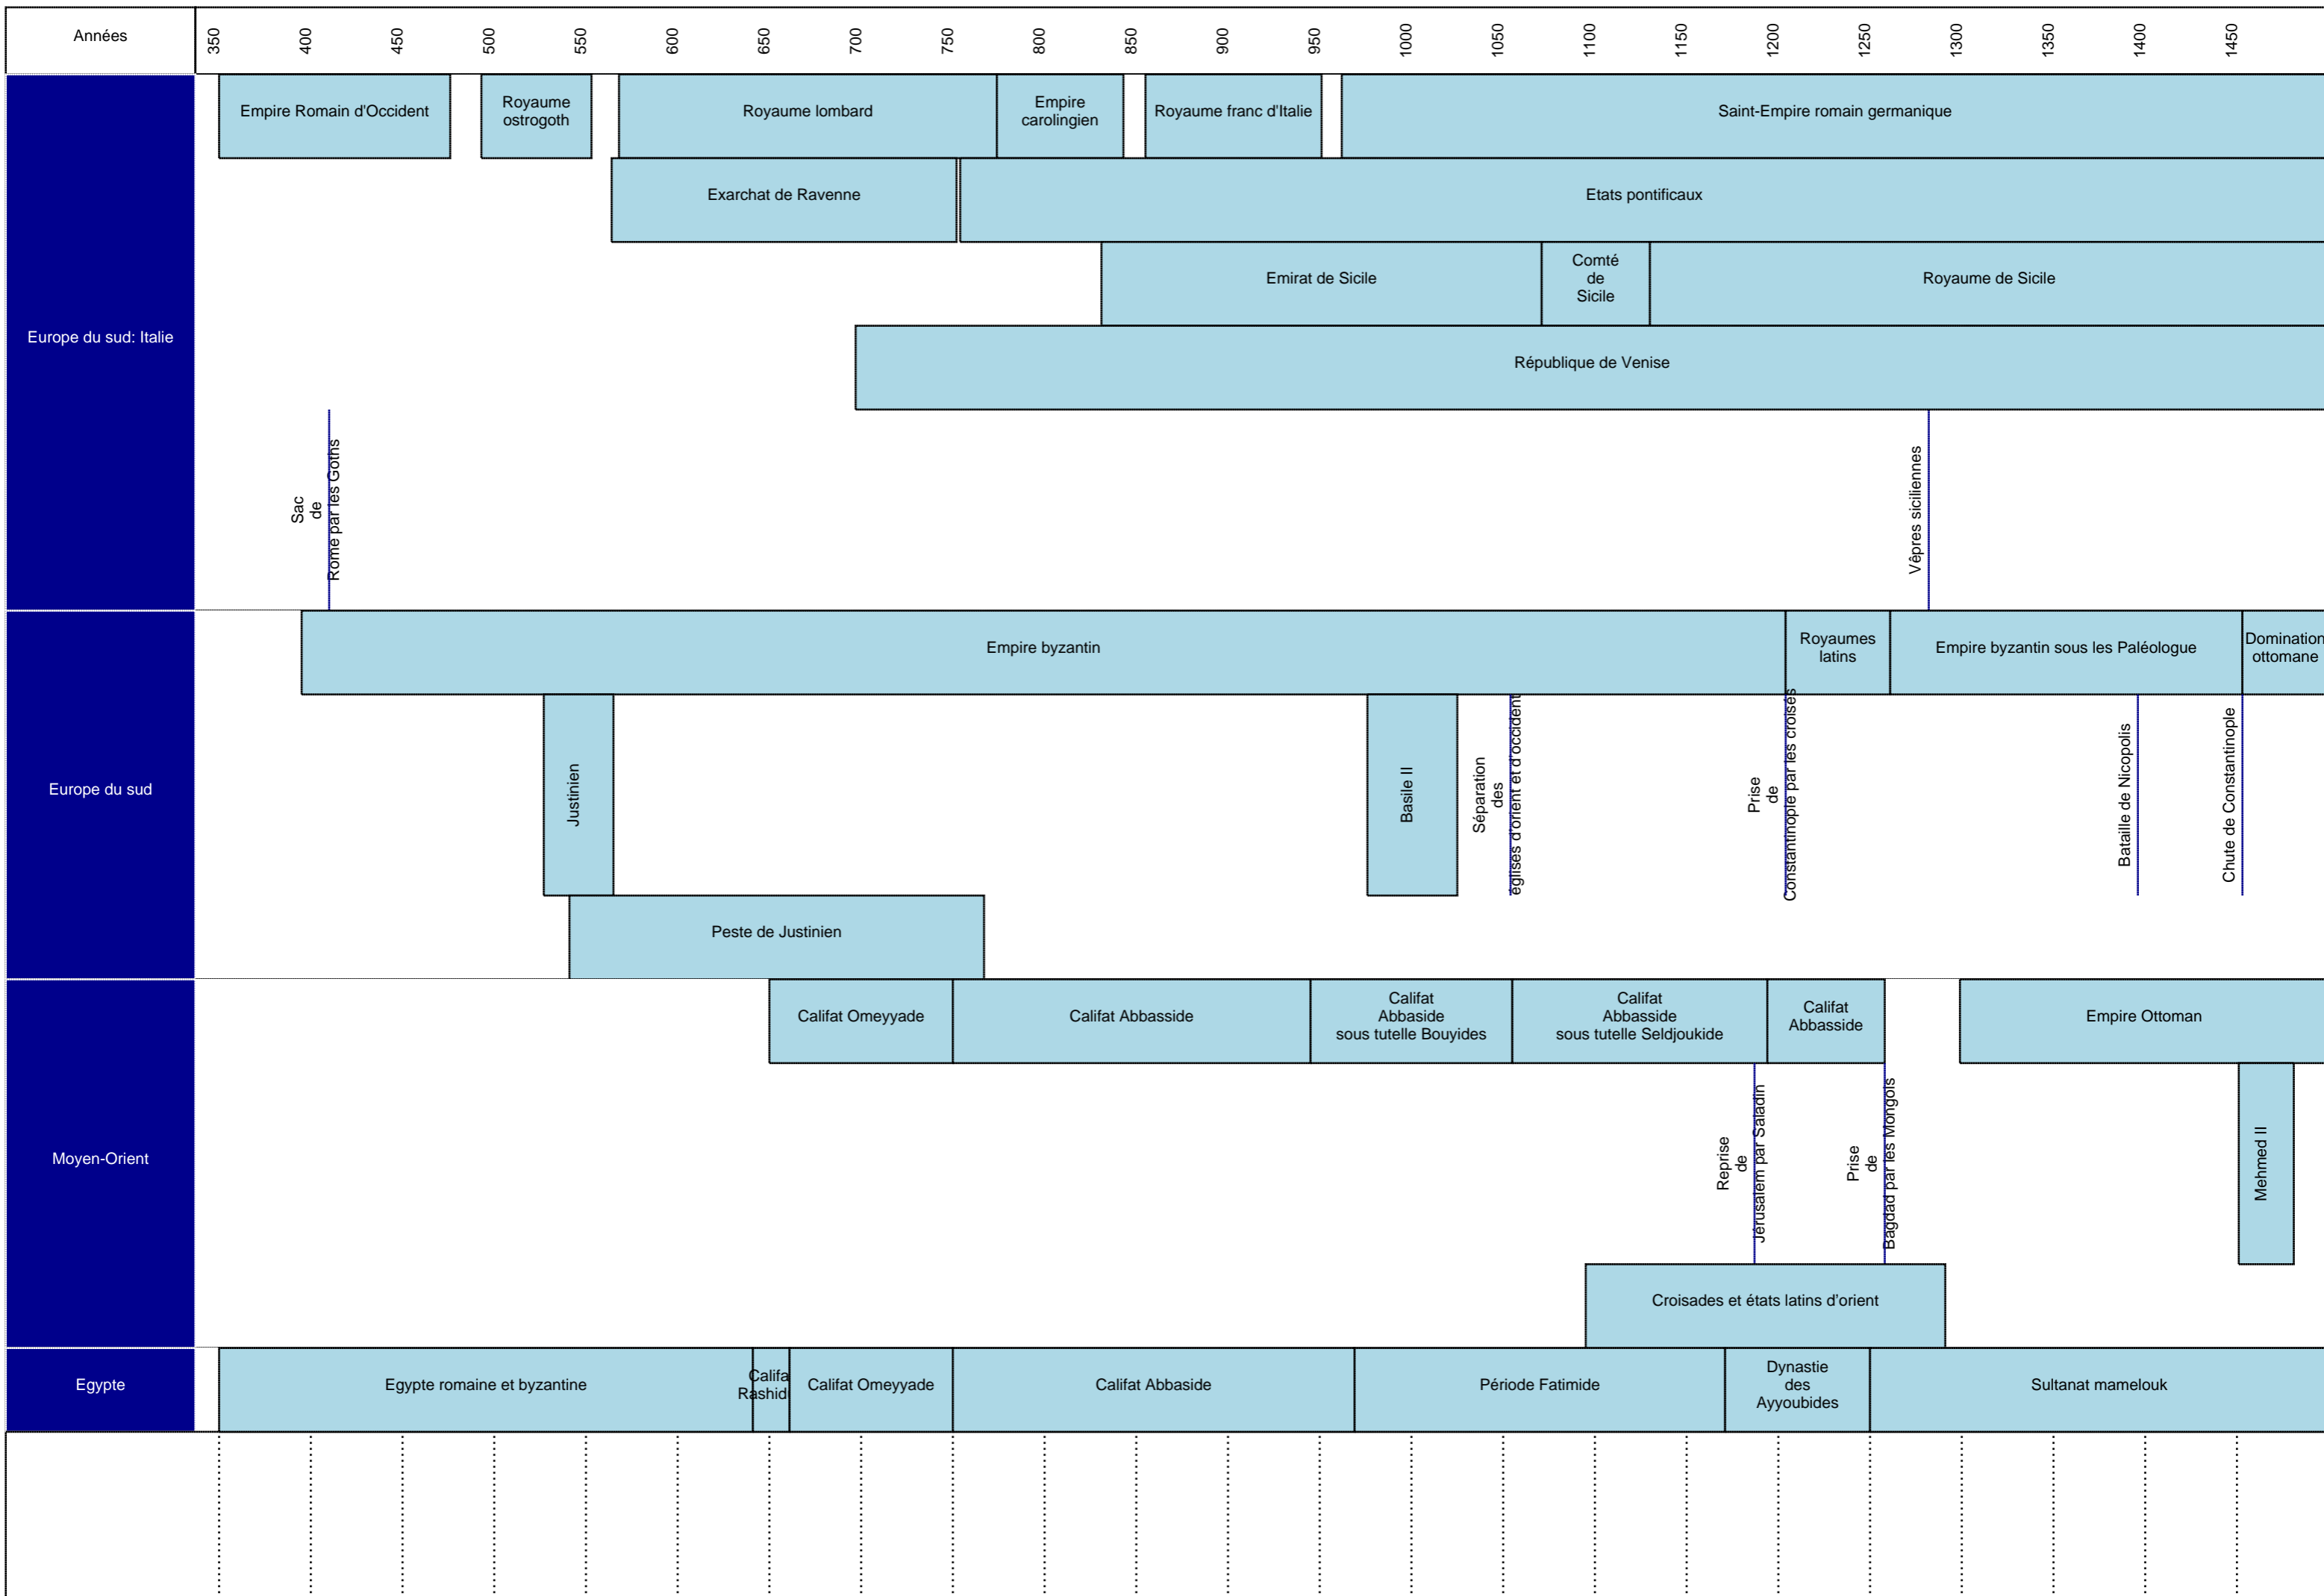 Années
350
400
450
500
550
600
650
700
750
800
850
900
950
1000
1050
1100
1150
1200
1250
1300
1350
1400
1450
Europe du sud: Italie
Empire Romain d'Occident
Royaume
ostrogoth
Royaume lombard
Empire
carolingien
Royaume franc d'Italie
Saint-Empire romain germanique
Exarchat de Ravenne
Etats pontificaux
Emirat de Sicile
Comté
de
Sicile
Royaume de Sicile
République de Venise
Sac
de
Rome par les Goths
Vêpres siciliennes
Europe du sud
Empire byzantin
Royaumes
latins
Empire byzantin sous les Paléologue
Domination
ottomane
Justinien
Basile II
Séparation
des
églises d'orient et d'occident
Prise
de
Constantinople par les croisés
Bataille de Nicopolis
Chute de Constantinople
Peste de Justinien
Moyen-Orient
Califat Omeyyade
Califat Abbasside
Califat
Abbaside
sous tutelle Bouyides
Califat
Abbasside
sous tutelle Seldjoukide
Califat
Abbasside
Empire Ottoman
Reprise
de
Jérusalem par Saladin
Prise
de
Bagdad par les Mongols
Mehmed II
Croisades et états latins d'orient
Egypte
Egypte romaine et byzantine
Califa
Rashid
Califat Omeyyade
Califat Abbaside
Période Fatimide
Dynastie
des
Ayyoubides
Sultanat mamelouk